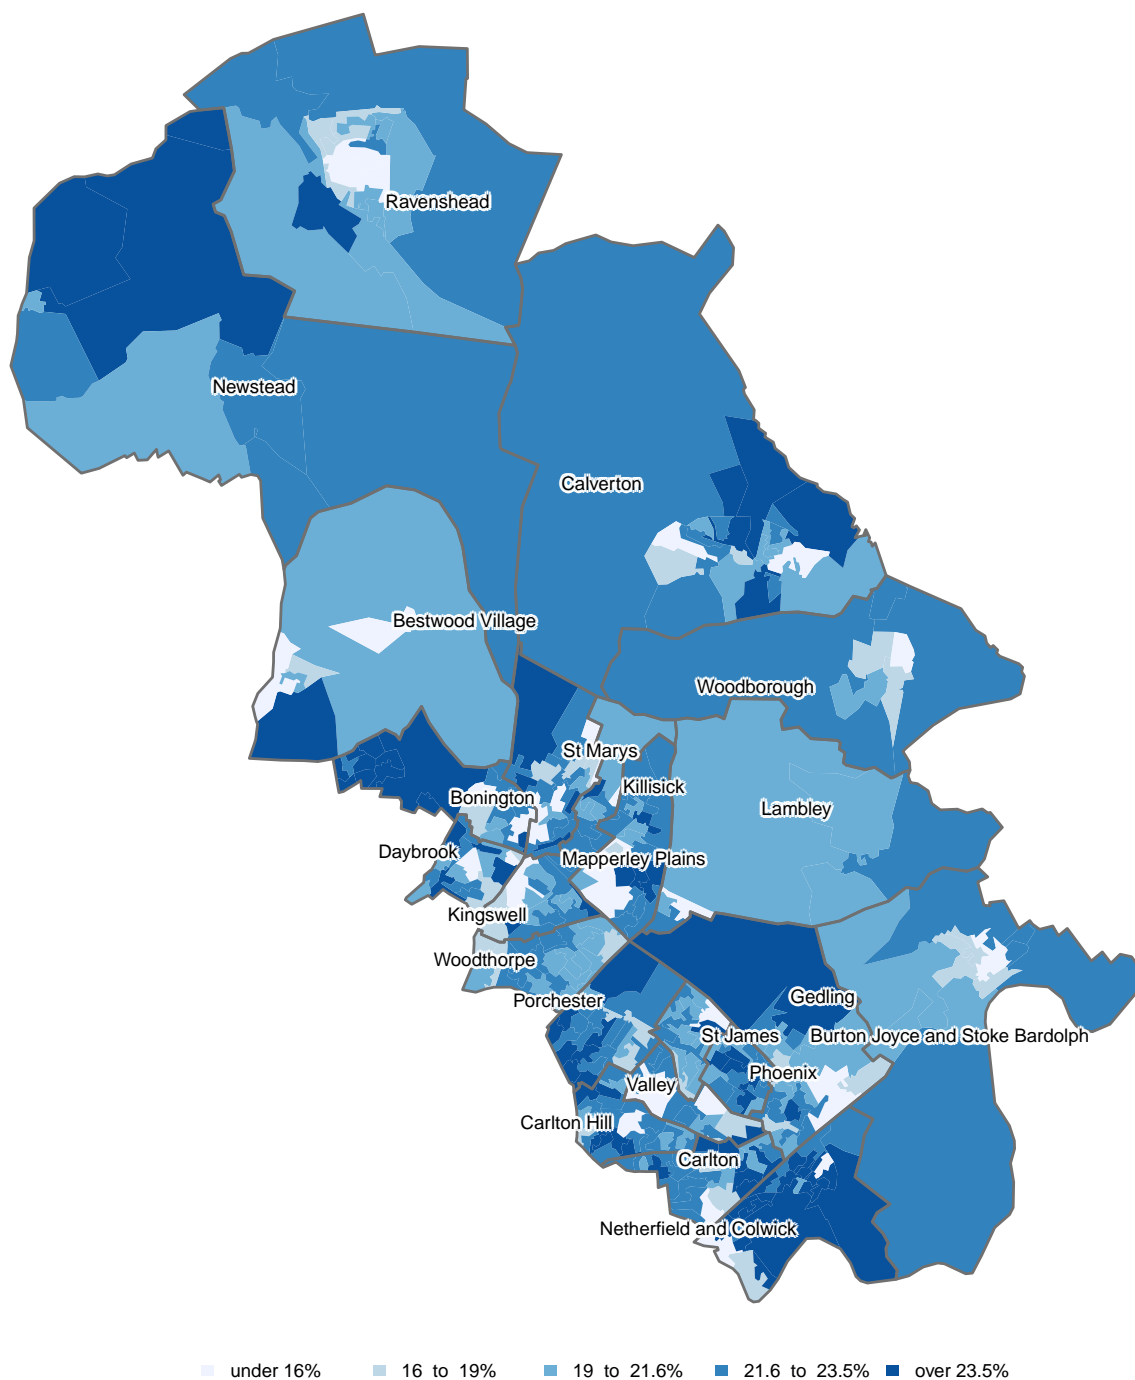 Ravenshead
Newstead
Calverton
Bestwood Village
Woodborough
St Marys
Killisick
Bonington
Lambley
Daybrook
Mapperley Plains
Kingswell
Woodthorpe
Porchester
Gedling
St James
Burton Joyce and Stoke Bardolph
Phoenix
Valley
Carlton Hill
Carlton
Netherfield and Colwick
under 16%
16 to 19%
19 to 21.6%
21.6 to 23.5%
over 23.5%